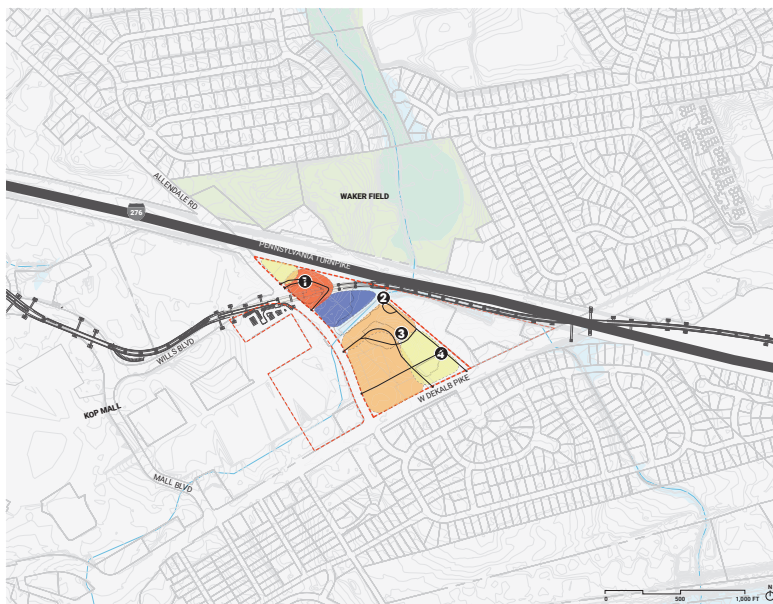 ALLENDALE RD
WAKER FIELD
276
PENNSYLVANIA TURNPIKE
1
2
3
4
WILLS BLVD
W DEKALB PIKE
KOP MALL
MALL BLVD
N
0 500 1,000 FT